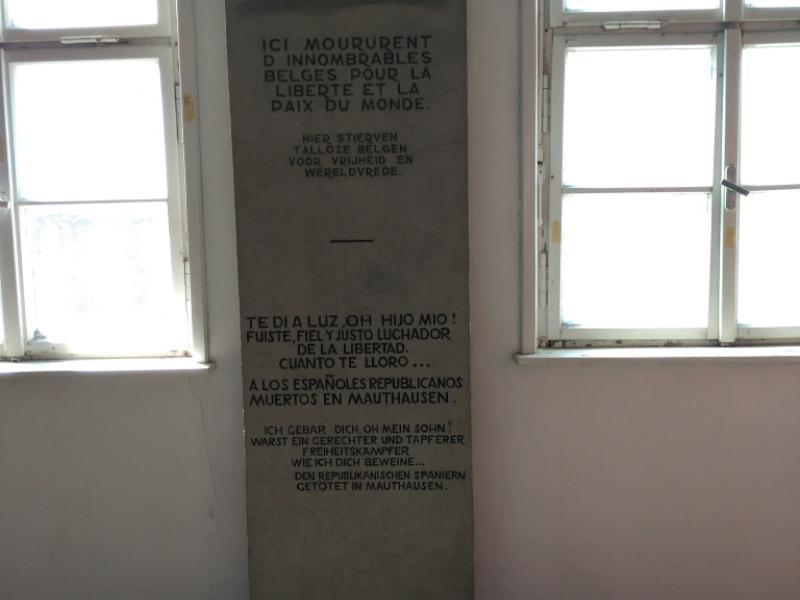 ICI MOURURENT
D INNOMBRABLES
BELGES POUR LA
LIBERTE ET LA
PAIX DU MONDE.
HIER STIERVEN
TALLOZE BELGEN
VOOR VRIJHEID EN
WERELDVREDE.
TE DI A LUZ, OH HIJO MIO!
FUISTE, FIEL Y JUSTO LUCHADOR
DE LA LIBERTAD.
CUANTO TE LLORO...
A LOS ESPAÑOLES REPUBLICANOS
MUERTOS EN MAUTHAUSEN.
ICH GEBAR DICH, OH MEIN SOHN!
WARST EIN GERECHTER UND TAPFERER
FREIHEITSKÄMPFER
WIE ICH DICH BEWEINE...
DEN REPUBLIKANISCHEN SPANIERN
GETÖTET IN MAUTHAUSEN.